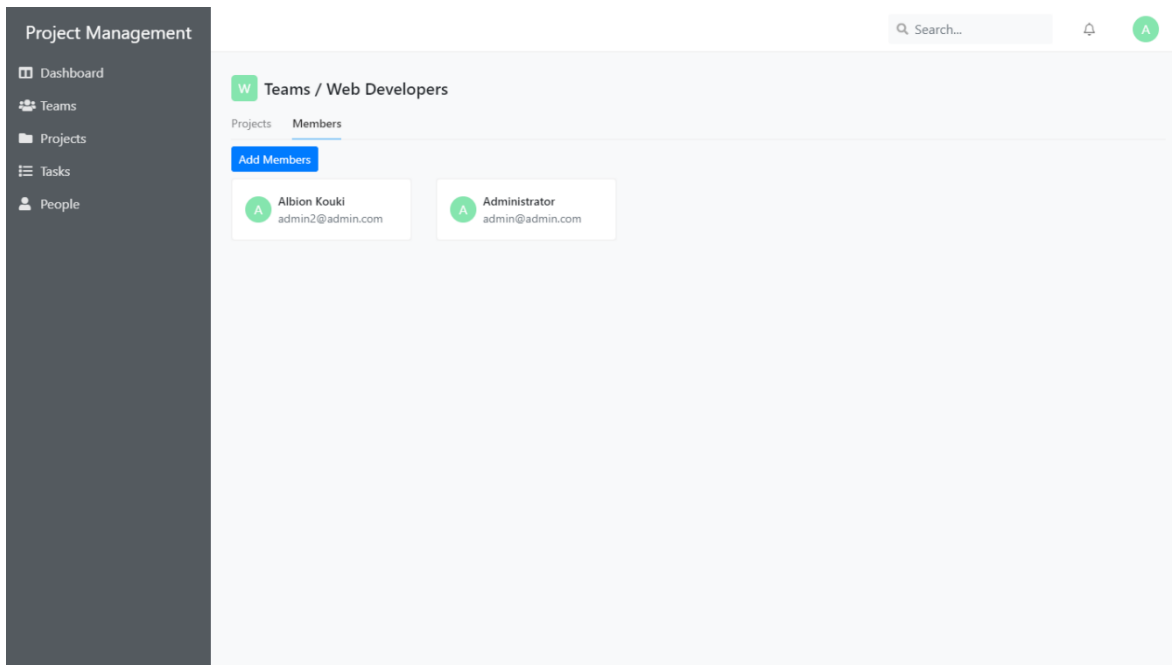 Project Management
Dashboard
Teams
Projects
Tasks
People
Search...
A
W Teams / Web Developers
Projects Members
Add Members
A Albion Kouki
admin2@admin.com
A Administrator
admin@admin.com